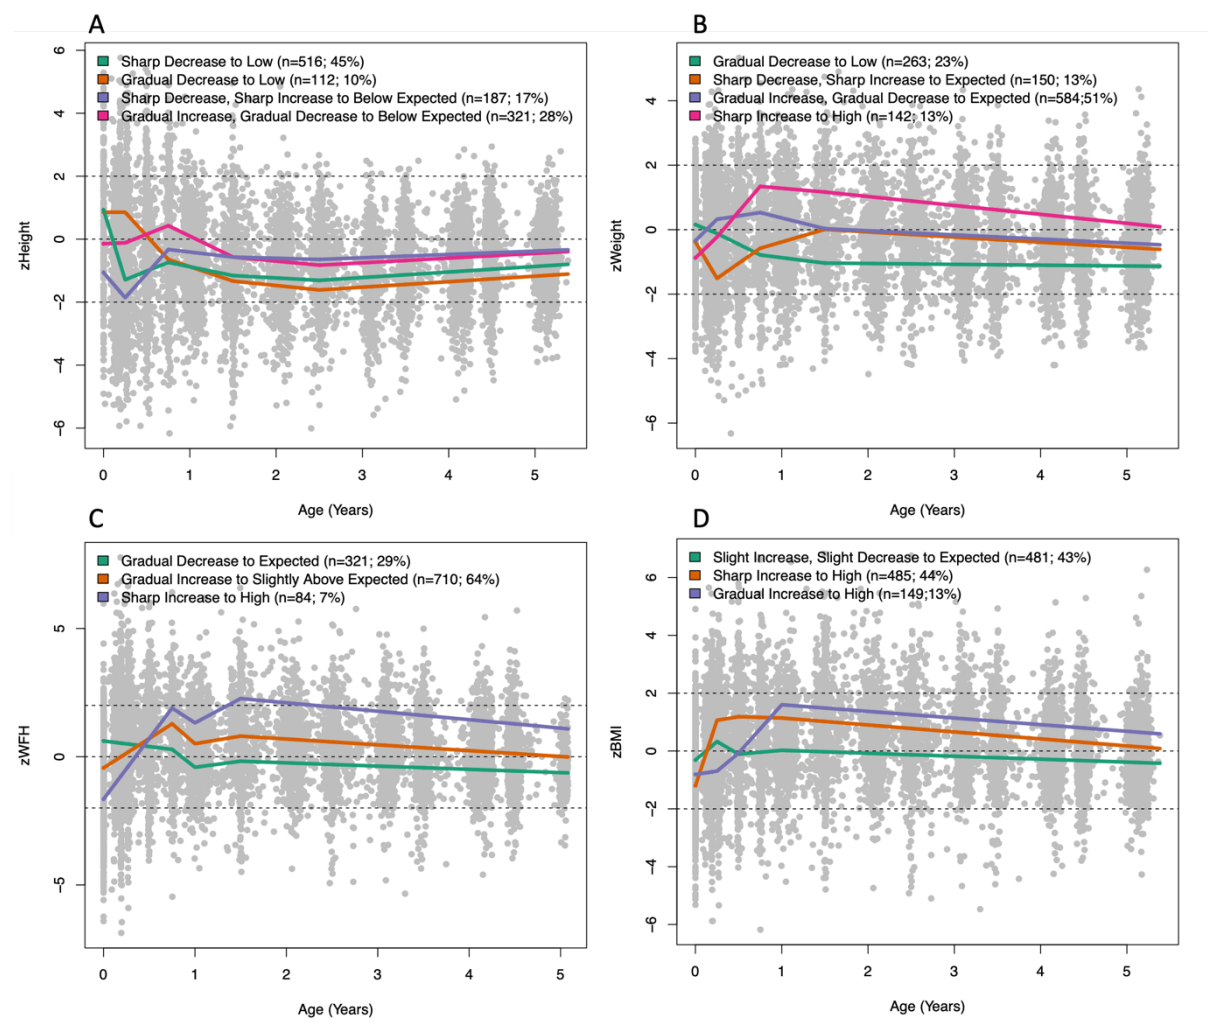 A
Sharp Decrease to Low (n=516; 45%)
Gradual Decrease to Low (n=112; 10%)
Sharp Decrease, Sharp Increase to Below Expected (n=187; 17%)
Gradual Increase, Gradual Decrease to Below Expected (n=321; 28%)
zHeight
6
4
2
0
−2
−4
−6
0 1 2 3 4 5
Age (Years)
B
Gradual Decrease to Low (n=263; 23%)
Sharp Decrease, Sharp Increase to Expected (n=150; 13%)
Gradual Increase, Gradual Decrease to Expected (n=584;51%)
Sharp Increase to High (n=142; 13%)
zWeight
4
2
0
−2
−4
−6
0 1 2 3 4 5
Age (Years)
C
Gradual Decrease to Expected (n=321; 29%)
Gradual Increase to Slightly Above Expected (n=710; 64%)
Sharp Increase to High (n=84; 7%)
zWFH
5
0
−5
0 1 2 3 4 5
Age (Years)
D
Slight Increase, Slight Decrease to Expected (n=481; 43%)
Sharp Increase to High (n=485; 44%)
Gradual Increase to High (n=149;13%)
zBMI
6
4
2
0
−2
−4
−6
0 1 2 3 4 5
Age (Years)